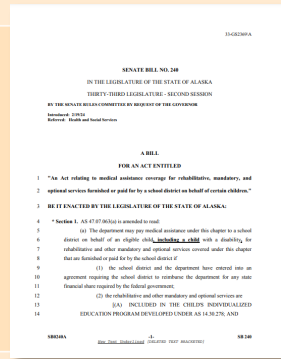 33-GS2369\A
SENATE BILL NO. 240
IN THE LEGISLATURE OF THE STATE OF ALASKA
THIRTY-THIRD LEGISLATURE - SECOND SESSION
BY THE SENATE RULES COMMITTEE BY REQUEST OF THE GOVERNOR
Introduced: 2/19/24
Referred: Health and Social Services
A BILL
FOR AN ACT ENTITLED
1 "An Act relating to medical assistance coverage for rehabilitative, mandatory, and
2 optional services furnished or paid for by a school district on behalf of certain children."
3 BE IT ENACTED BY THE LEGISLATURE OF THE STATE OF ALASKA:
4 * Section 1. AS 47.07.063(a) is amended to read:
5 (a) The department may pay medical assistance under this chapter to a school
6 district on behalf of an eligible child, including a child with a disability, for
7 rehabilitative and other mandatory and optional services covered under this chapter
8 that are furnished or paid for by the school district if
9 (1) the school district and the department have entered into an
10 agreement requiring the school district to reimburse the department for any state
11 financial share required by the federal government;
12 (2) the rehabilitative and other mandatory and optional services are
13 [(A) INCLUDED IN THE CHILD'S INDIVIDUALIZED
14 EDUCATION PROGRAM DEVELOPED UNDER AS 14.30.278; AND
SB0240A -1- SB 240
New Text Underlined [DELETED TEXT BRACKETED]